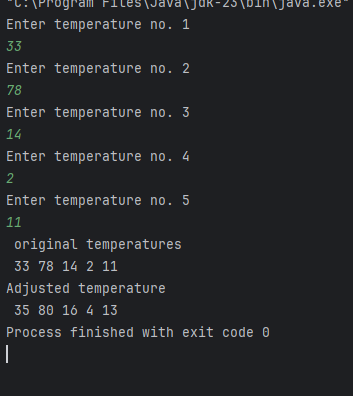 "C:\Program Files\Java\jdk-23\bin\java.exe"
Enter temperature no. 1
33
Enter temperature no. 2
78
Enter temperature no. 3
14
Enter temperature no. 4
2
Enter temperature no. 5
11
original temperatures
33 78 14 2 11
Adjusted temperature
35 80 16 4 13
Process finished with exit code 0